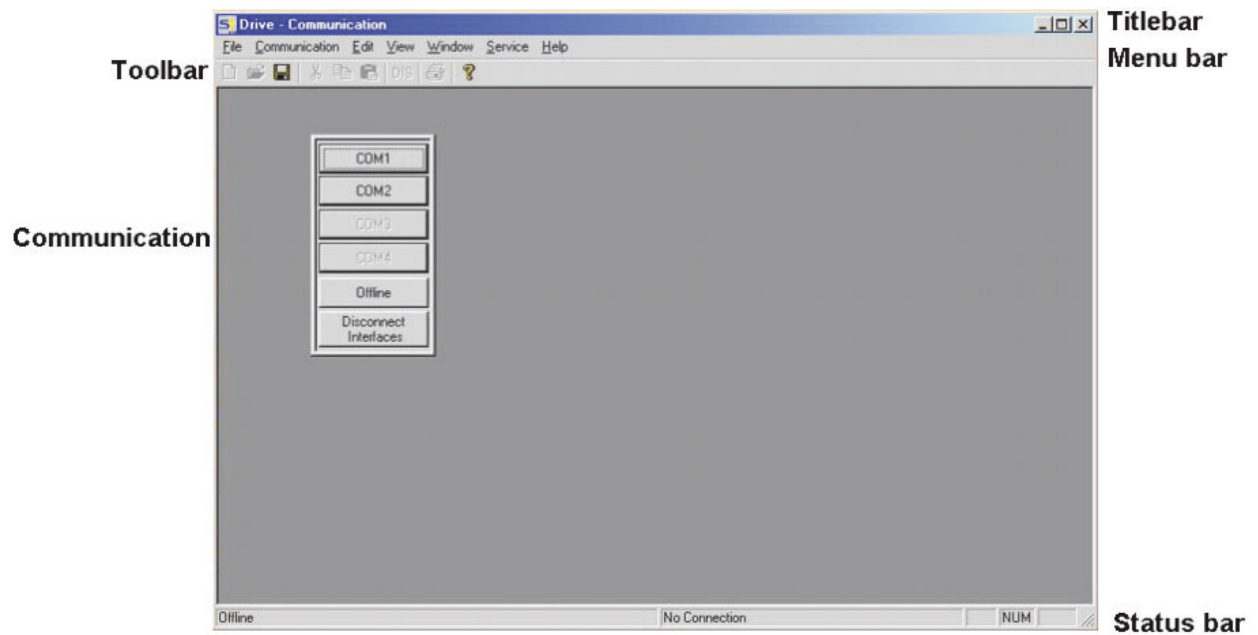 Drive - Communication
Titlebar
File Communication Edit View Window Service Help
Menu bar
Toolbar
DIS
COM1
COM2
COM3
Communication
COM4
Offline
Disconnect
Interfaces
Offline No Connection NUM
Status bar